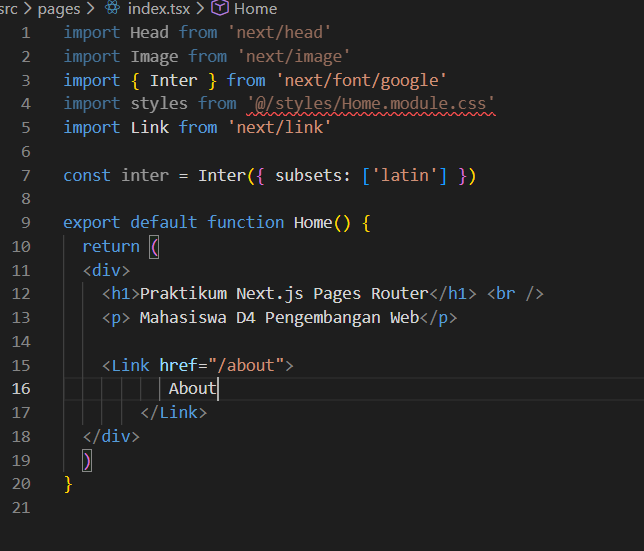 src > pages > index.tsx > Home
1 import Head from 'next/head'
2 import Image from 'next/image'
3 import { Inter } from 'next/font/google'
4 import styles from '@/styles/Home.module.css'
5 import Link from 'next/link'
6
7 const inter = Inter({ subsets: ['latin'] })
8
9 export default function Home() {
10   return (
11   <div>
12     <h1>Praktikum Next.js Pages Router</h1> <br />
13     <p> Mahasiswa D4 Pengembangan Web</p>
14
15     <Link href="/about">
16            About
17         </Link>
18   </div>
19   )
20 }
21